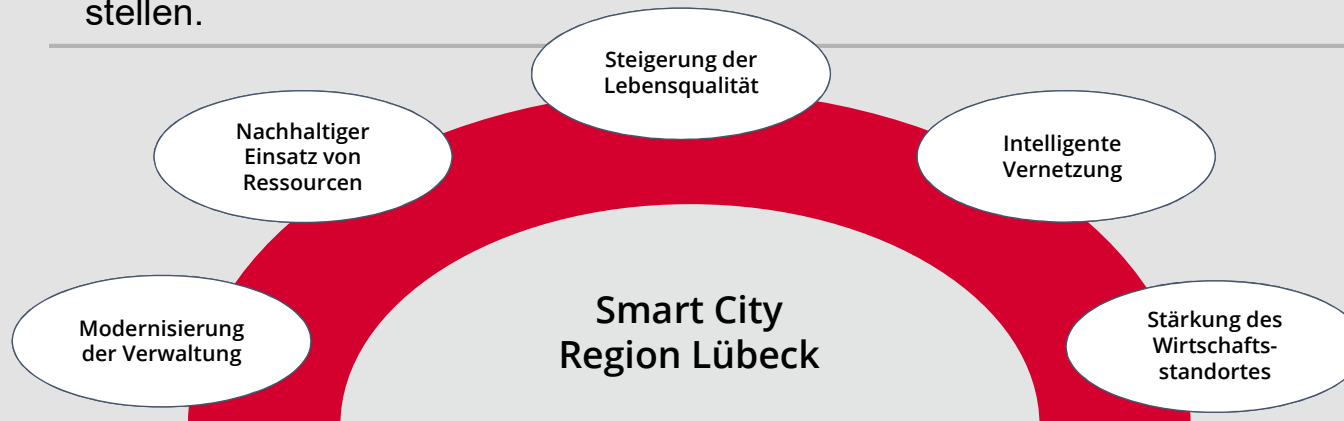 stellen.
Steigerung der
Lebensqualität
Nachhaltiger
Einsatz von
Ressourcen
Intelligente
Vernetzung
Modernisierung
der Verwaltung
Smart City
Region Lübeck
Stärkung des
Wirtschafts-
standortes